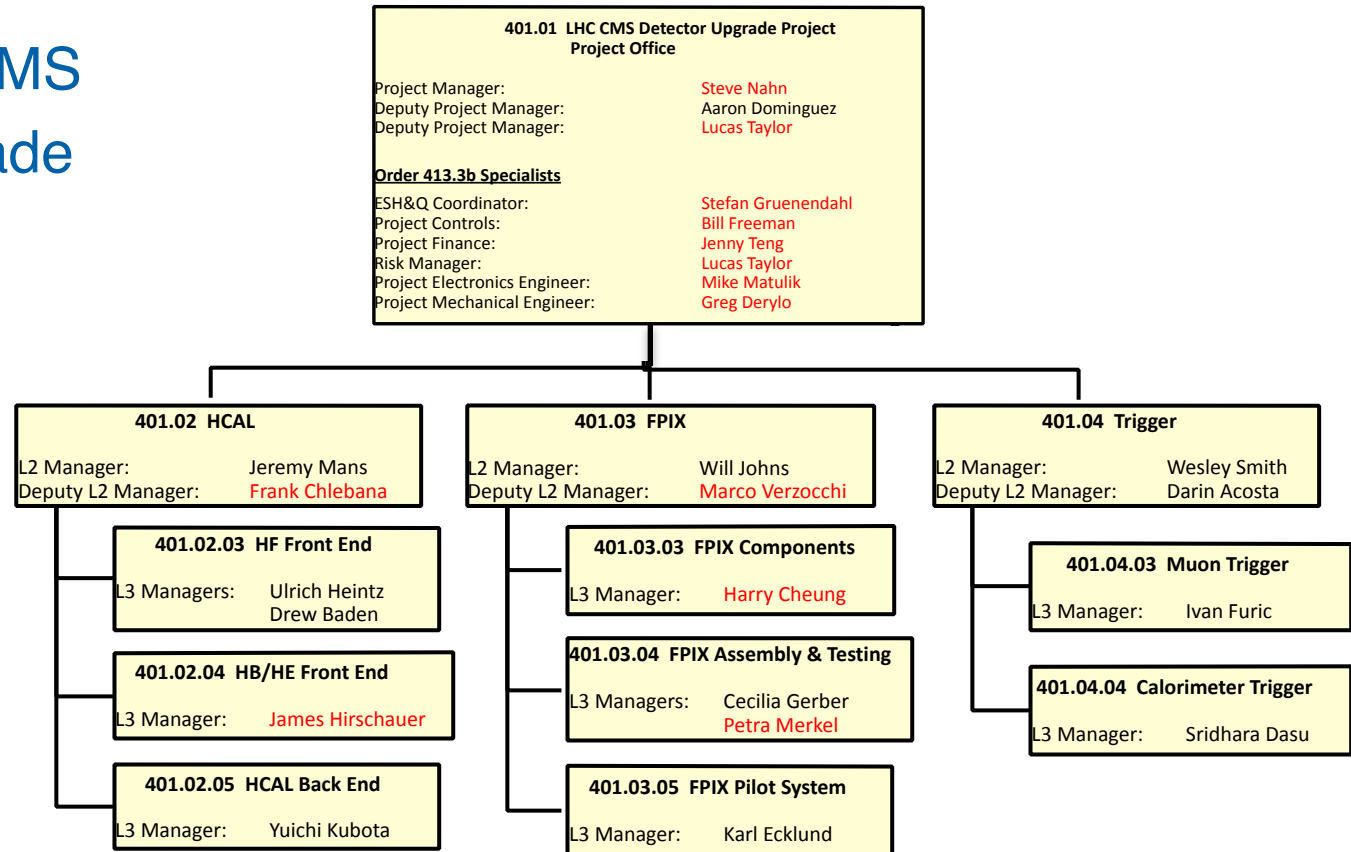 MS
ade
401.01 LHC CMS Detector Upgrade Project
Project Office
Project Manager: Steve Nahn
Deputy Project Manager: Aaron Dominguez
Deputy Project Manager: Lucas Taylor
Order 413.3b Specialists
ESH&Q Coordinator: Stefan Gruenendahl
Project Controls: Bill Freeman
Project Finance: Jenny Teng
Risk Manager: Lucas Taylor
Project Electronics Engineer: Mike Matulik
Project Mechanical Engineer: Greg Derylo
401.02 HCAL
L2 Manager: Jeremy Mans
Deputy L2 Manager: Frank Chlebana
401.02.03 HF Front End
L3 Managers: Ulrich Heintz
Drew Baden
401.02.04 HB/HE Front End
L3 Manager: James Hirschauer
401.02.05 HCAL Back End
L3 Manager: Yuichi Kubota
401.03 FPIX
L2 Manager: Will Johns
Deputy L2 Manager: Marco Verzocchi
401.03.03 FPIX Components
L3 Manager: Harry Cheung
401.03.04 FPIX Assembly & Testing
L3 Managers: Cecilia Gerber
Petra Merkel
401.03.05 FPIX Pilot System
L3 Manager: Karl Ecklund
401.04 Trigger
L2 Manager: Wesley Smith
Deputy L2 Manager: Darin Acosta
401.04.03 Muon Trigger
L3 Manager: Ivan Furic
401.04.04 Calorimeter Trigger
L3 Manager: Sridhara Dasu